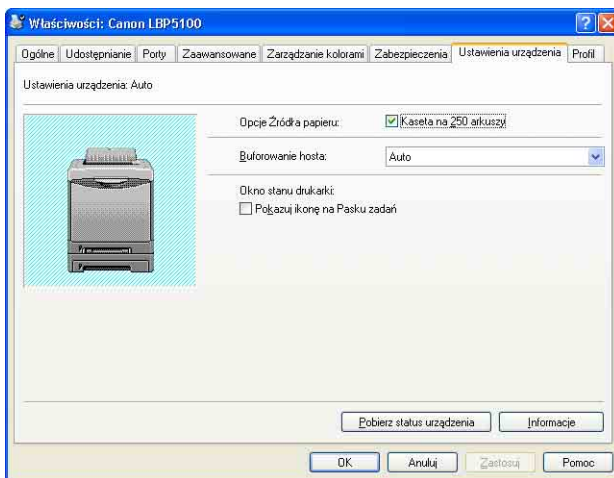 Właściwości: Canon LBP5100
Ogólne Udostępnianie Porty Zaawansowane Zarządzanie kolorami Zabezpieczenia Ustawienia urządzenia Profil
Ustawienia urządzenia: Auto
Opcje Źródła papieru: Kaseta na 250 arkuszy
Buforowanie hosta: Auto
Okno stanu drukarki:
Pokazuj ikonę na Pasku zadań
Pobierz status urządzenia Informacje
OK Anuluj Zastosuj Pomoc